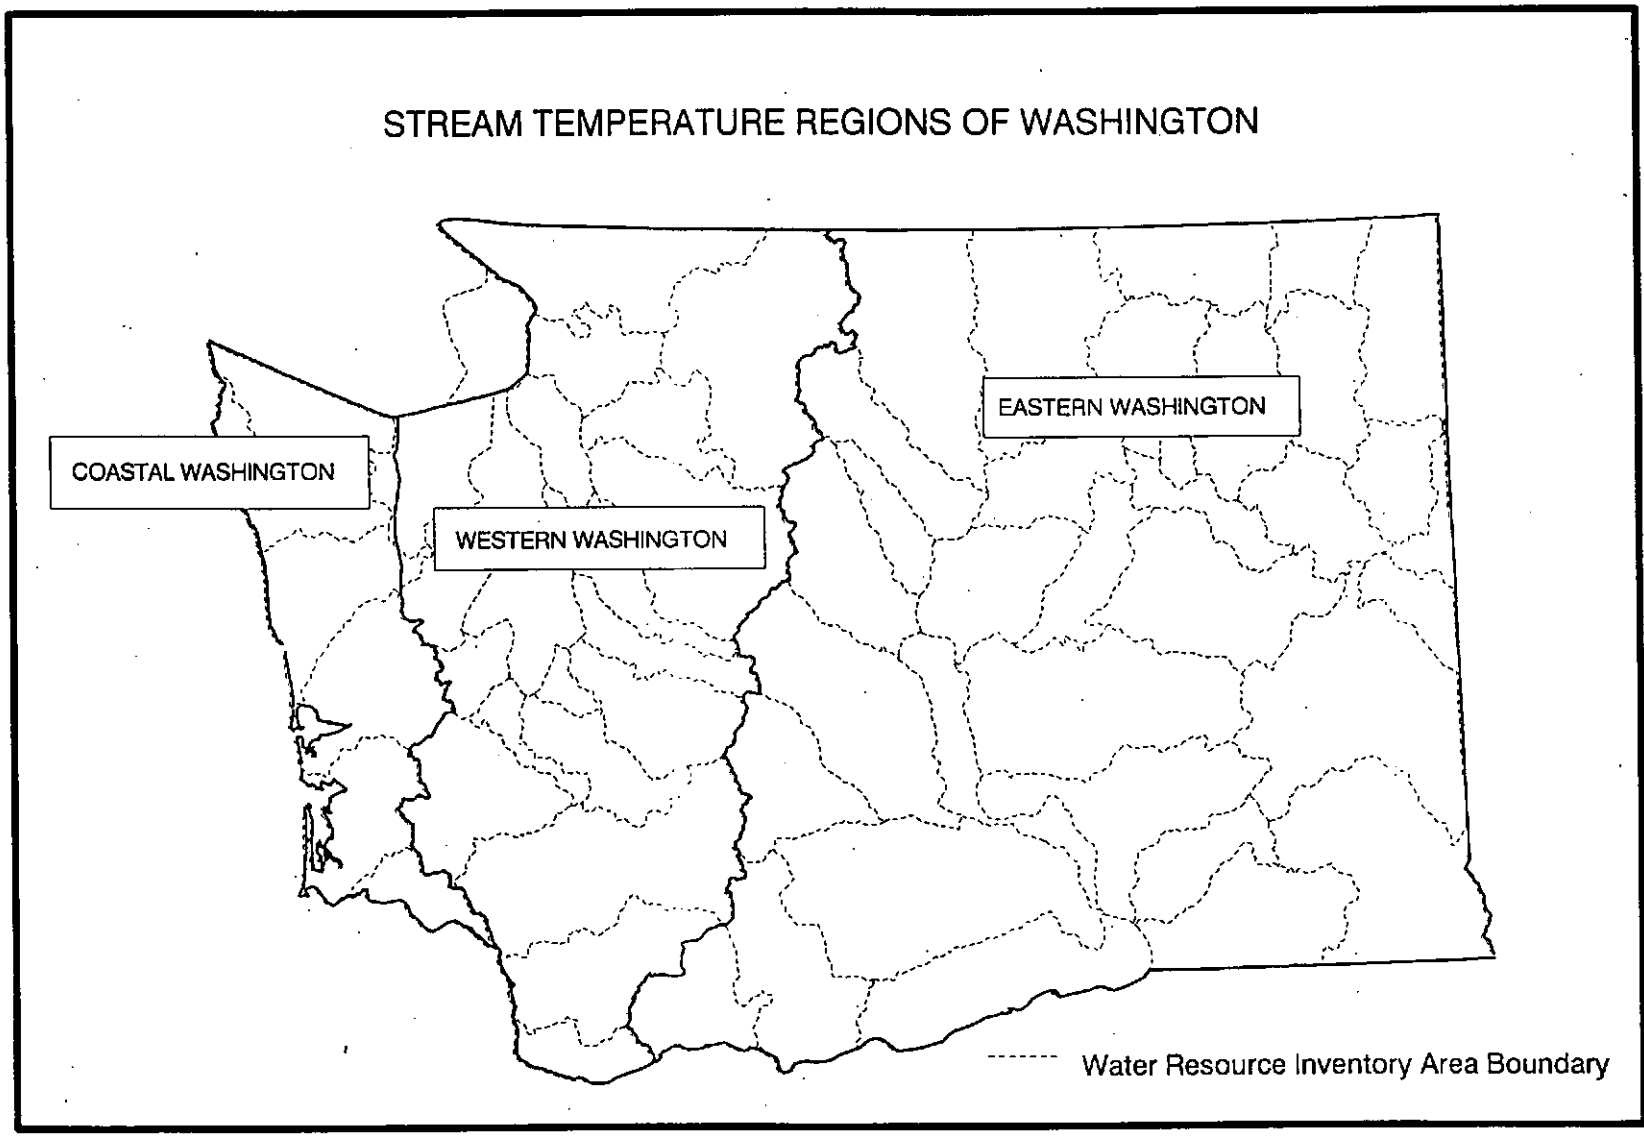 STREAM TEMPERATURE REGIONS OF WASHINGTON
EASTERN WASHINGTON
COASTAL WASHINGTON
WESTERN WASHINGTON
Water Resource Inventory Area Boundary